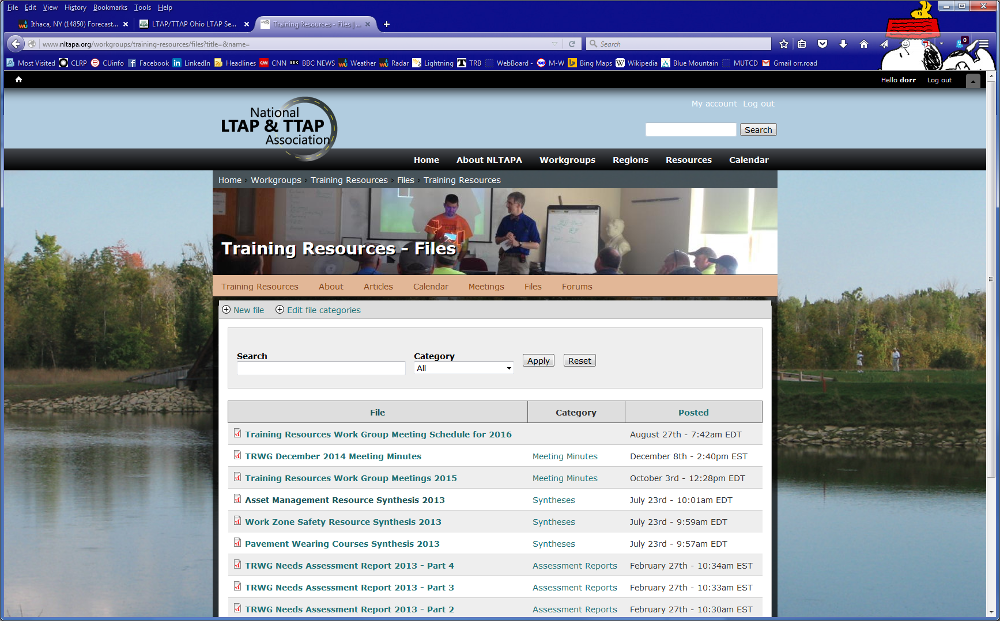 File Edit View History Bookmarks Tools Help
Ithaca, NY (14850) Forecast... LTAP/TTAP Ohio LTAP Se... Training Resources - Files | ...
www.nltapa.org/workgroups/training-resources/files?title=&name= Search 0
Most Visited CLRP CUinfo Facebook LinkedIn Headlines CNN BBC NEWS Weather Radar Lightning TRB WebBoard - M-W Bing Maps Wikipedia Blue Mountain MUTCD Gmail orr.road
Hello dorr Log out
My account Log out
National
LTAP & TTAP
Association
Search
Home About NLTAPA Workgroups Regions Resources Calendar
Home › Workgroups › Training Resources › Files › Training Resources
Training Resources - Files
Training Resources About Articles Calendar Meetings Files Forums
New file Edit file categories
Search Category
All Apply Reset
File Category Posted
Training Resources Work Group Meeting Schedule for 2016 August 27th - 7:42am EDT
TRWG December 2014 Meeting Minutes Meeting Minutes December 8th - 2:40pm EST
Training Resources Work Group Meetings 2015 Meeting Minutes October 3rd - 12:28pm EDT
Asset Management Resource Synthesis 2013 Syntheses July 23rd - 10:01am EDT
Work Zone Safety Resource Synthesis 2013 Syntheses July 23rd - 9:59am EDT
Pavement Wearing Courses Synthesis 2013 Syntheses July 23rd - 9:57am EDT
TRWG Needs Assessment Report 2013 - Part 4 Assessment Reports February 27th - 10:34am EST
TRWG Needs Assessment Report 2013 - Part 3 Assessment Reports February 27th - 10:33am EST
TRWG Needs Assessment Report 2013 - Part 2 Assessment Reports February 27th - 10:30am EST